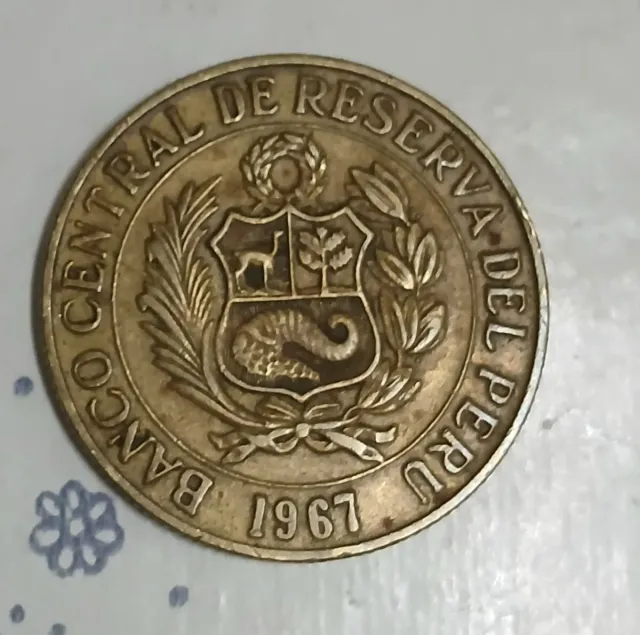 BANCO CENTRAL DE RESERVA DEL PERU
1967